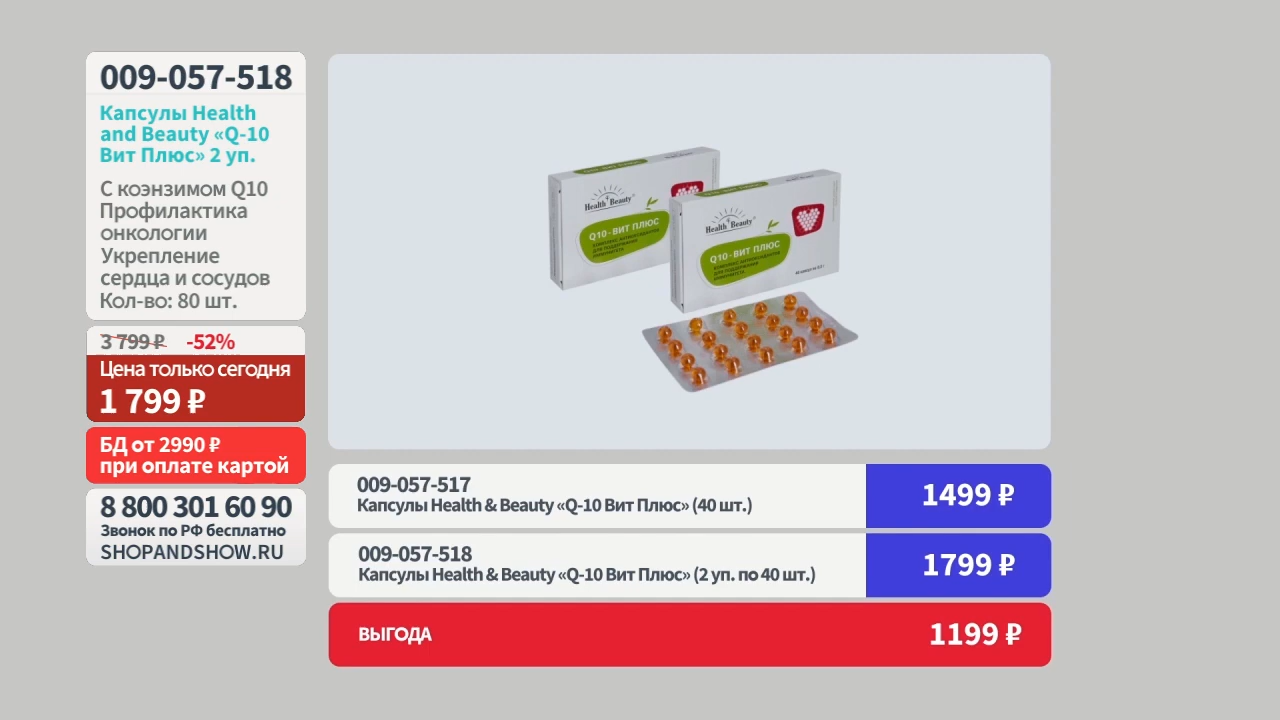 009-057-518
Капсулы Health
and Beauty «Q-10
Вит Плюс» 2 уп.
С коэнзимом Q10
Профилактика
онкологии
Укрепление
сердца и сосудов
Кол-во: 80 шт.
3 799 ₽ -52%
Цена только сегодня
1 799 ₽
БД от 2990 ₽
при оплате картой
8 800 301 60 90
Звонок по РФ бесплатно
SHOPANDSHOW.RU
Health Beauty
Q10-ВИТ ПЛЮС
Health Beauty
Q10-ВИТ ПЛЮС
009-057-517
Капсулы Health & Beauty «Q-10 Вит Плюс» (40 шт.)
1499 ₽
009-057-518
Капсулы Health & Beauty «Q-10 Вит Плюс» (2 уп. по 40 шт.)
1799 ₽
ВЫГОДА
1199 ₽